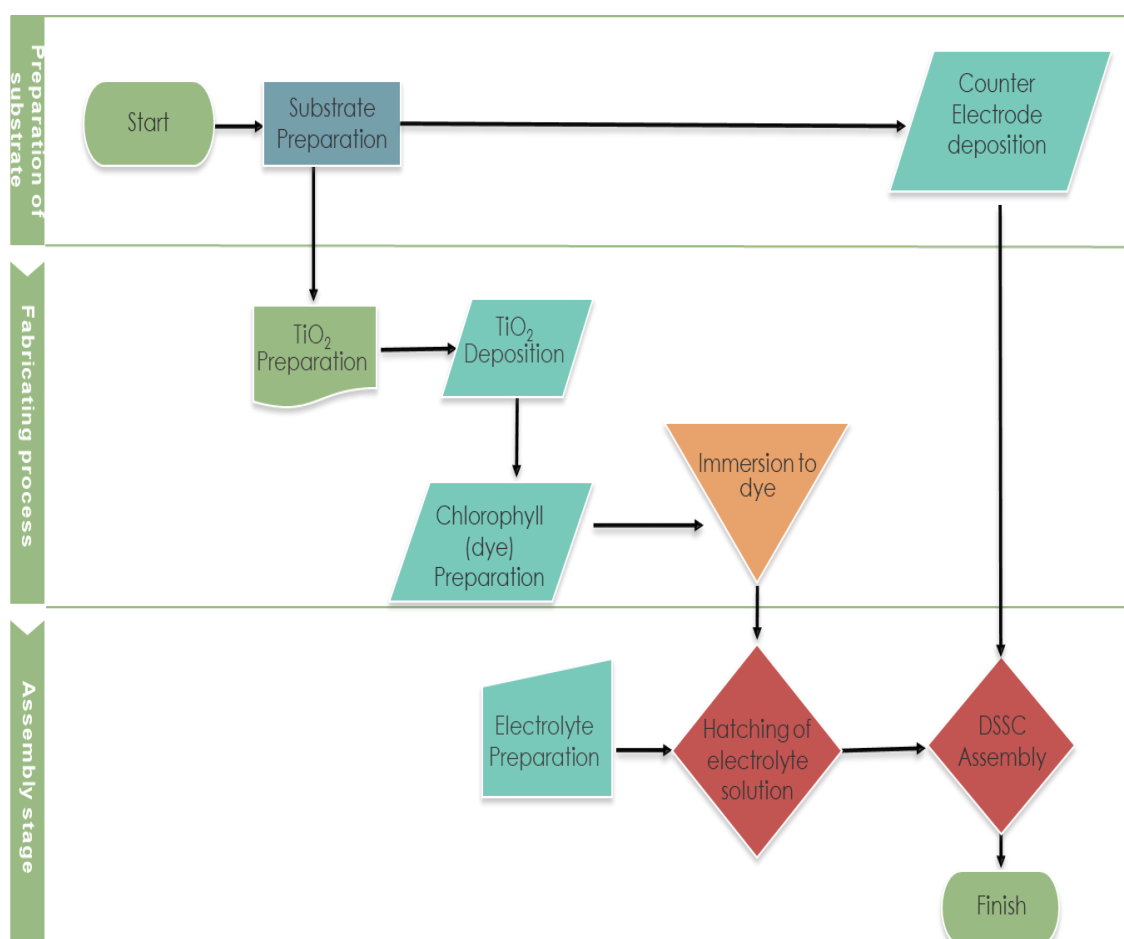 Preparation of
substrate
Start
Substrate
Preparation
Counter
Electrode
deposition
Fabricating process
TiO₂
Preparation
TiO₂
Deposition
Immersion to
dye
Chlorophyll
(dye)
Preparation
Assembly stage
Electrolyte
Preparation
Hatching of
electrolyte
solution
DSSC
Assembly
Finish